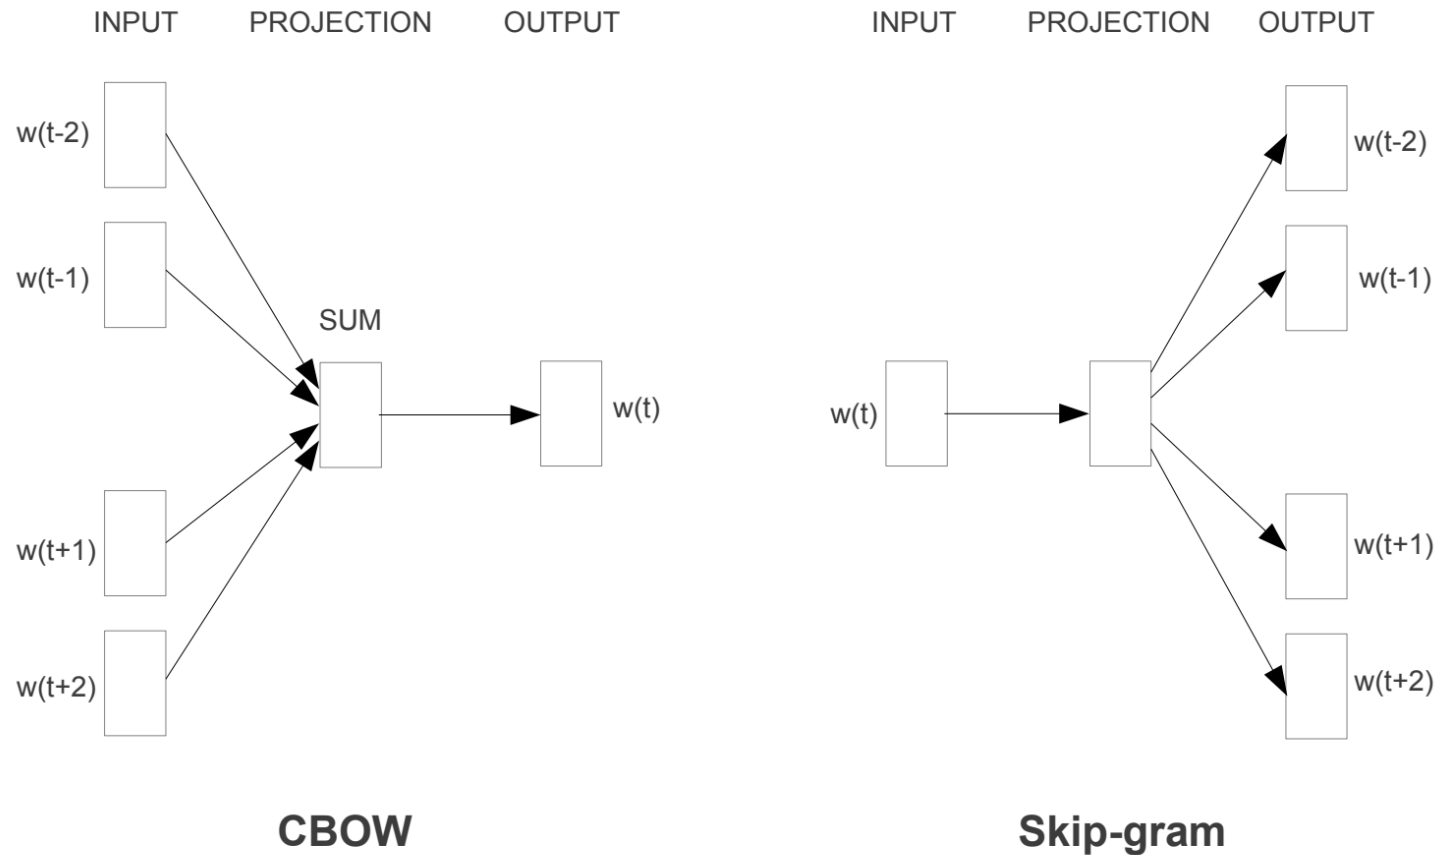 INPUT PROJECTION OUTPUT
w(t-2)
w(t-1)
SUM
w(t)
w(t+1)
w(t+2)
CBOW
INPUT PROJECTION OUTPUT
w(t-2)
w(t-1)
w(t)
w(t+1)
w(t+2)
Skip-gram